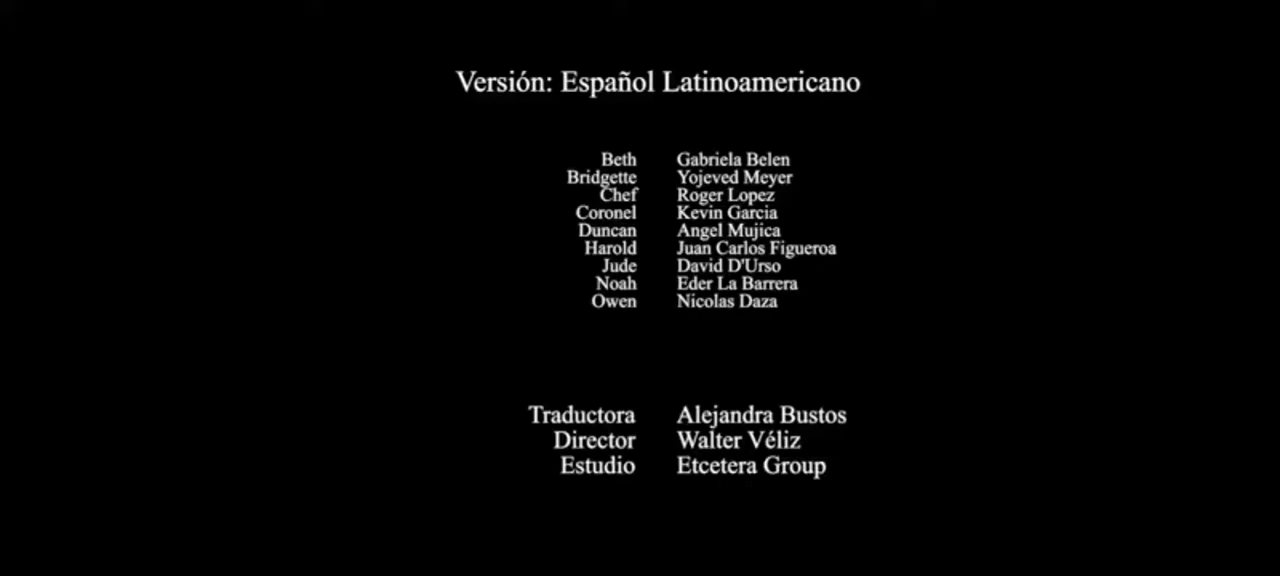 Versión: Español Latinoamericano
Beth Gabriela Belen
Bridgette Yojeved Meyer
Chef Roger Lopez
Coronel Kevin Garcia
Duncan Angel Mujica
Harold Juan Carlos Figueroa
Jude David D'Urso
Noah Eder La Barrera
Owen Nicolas Daza
Traductora Alejandra Bustos
Director Walter Véliz
Estudio Etcetera Group